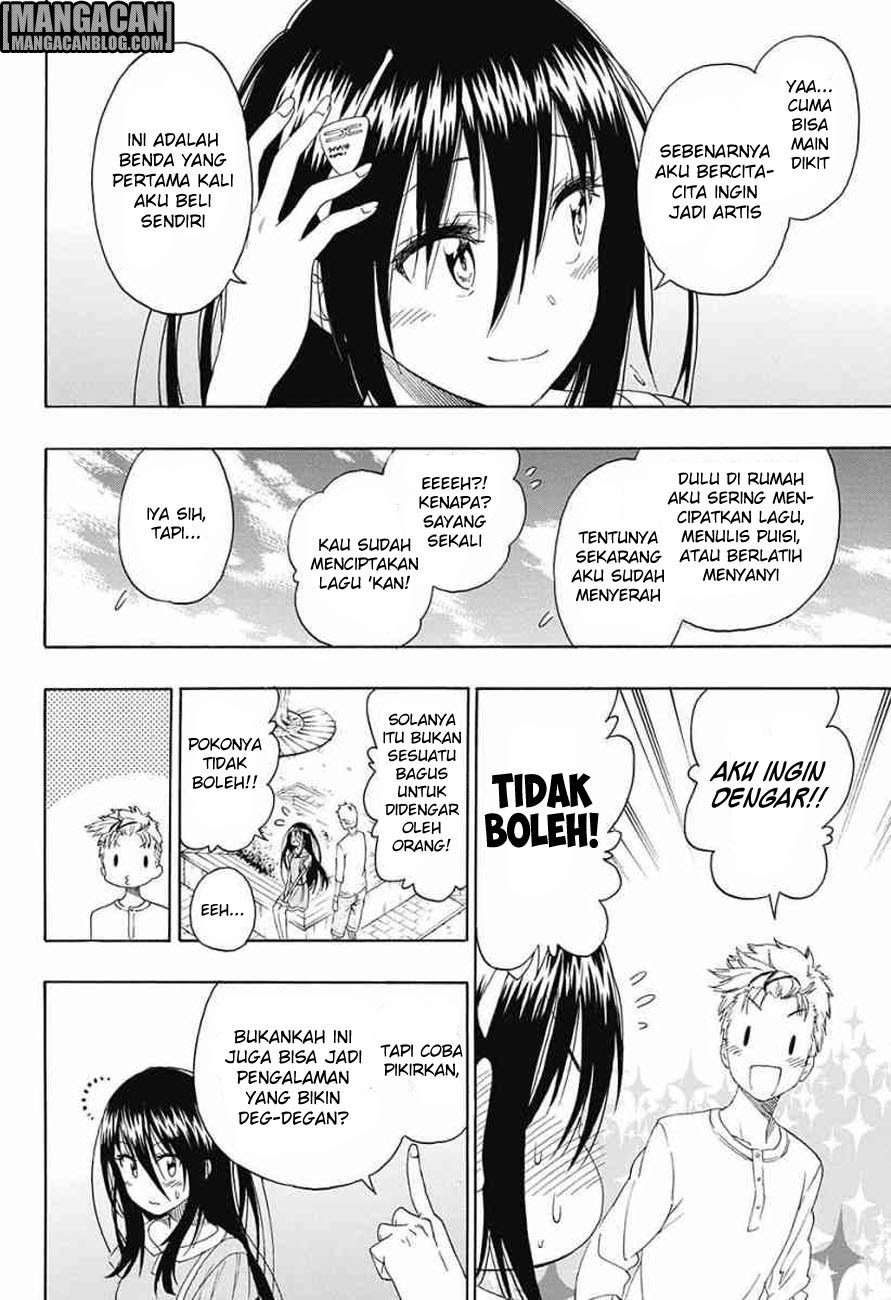 [MANGACAN]
MANGACANBLOG.COM
YAA...
CUMA
BISA
MAIN
DIKIT
SEBENARNYA
AKU BERCITA-
CITA INGIN
JADI ARTIS
INI ADALAH
BENDA YANG
PERTAMA KALI
AKU BELI
SENDIRI
DULU DI RUMAH
AKU SERING MEN-
CIPATKAN LAGU,
MENULIS PUISI,
ATAU BERLATIH
MENYANYI
TENTUNYA
SEKARANG
AKU SUDAH
MENYERAH
EEEEH?!
KENAPA?
SAYANG
SEKALI
KAU SUDAH
MENCIPTAKAN
LAGU 'KAN!
IYA SIH,
TAPI...
AKU INGIN
DENGAR!!
TIDAK
BOLEH!
SOLANYA
ITU BUKAN
SESUATU
BAGUS
UNTUK
DIDENGAR
OLEH
ORANG!
POKONYA
TIDAK
BOLEH!!
EEH...
TAPI COBA
PIKIRKAN,
BUKANKAH INI
JUGA BISA JADI
PENGALAMAN
YANG BIKIN
DEG-DEGAN?